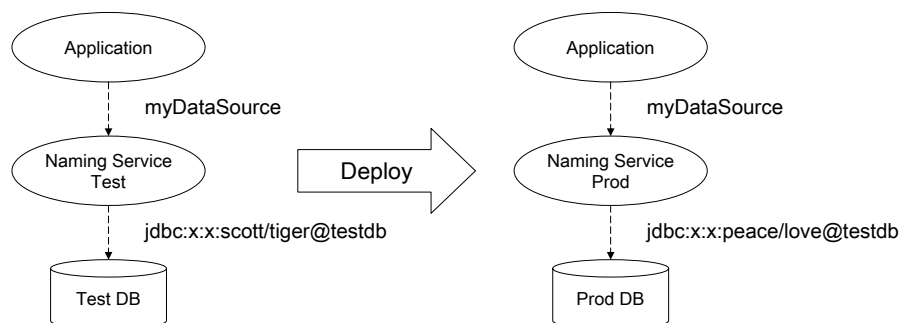 Application
myDataSource
Naming Service
Test
jdbc:x:x:scott/tiger@testdb
Test DB
Deploy
Application
myDataSource
Naming Service
Prod
jdbc:x:x:peace/love@testdb
Prod DB